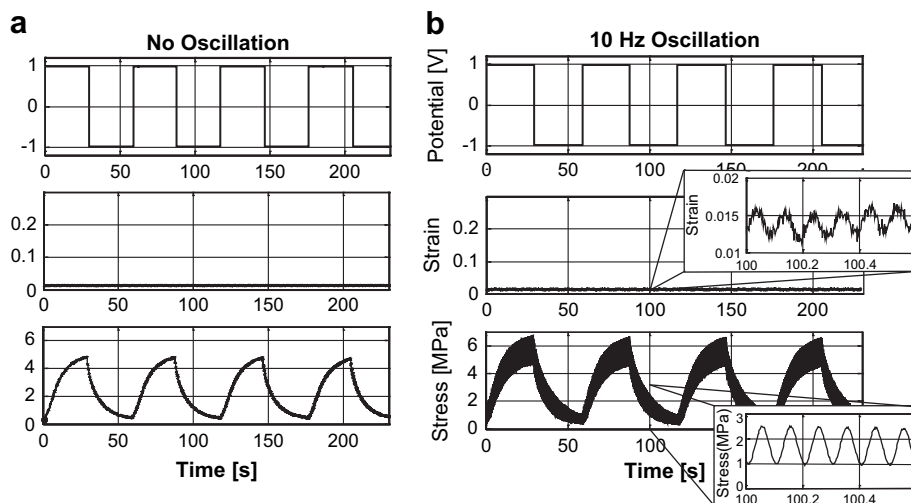 a
No Oscillation
1
0
-1
0 50 100 150 200
0.2
0.1
0
0 50 100 150 200
6
4
2
0
0 50 100 150 200
Time [s]
b
10 Hz Oscillation
Potential [V]
1
0
-1
0 50 100 150 200
Strain
0.2
0.1
0
0 50 100 150 200
Strain
0.02
0.015
0.01
100 100.2 100.4
Stress [MPa]
6
4
2
0
0 50 100 150 200
Time [s]
Stress(MPa)
3
2
1
0
100 100.2 100.4